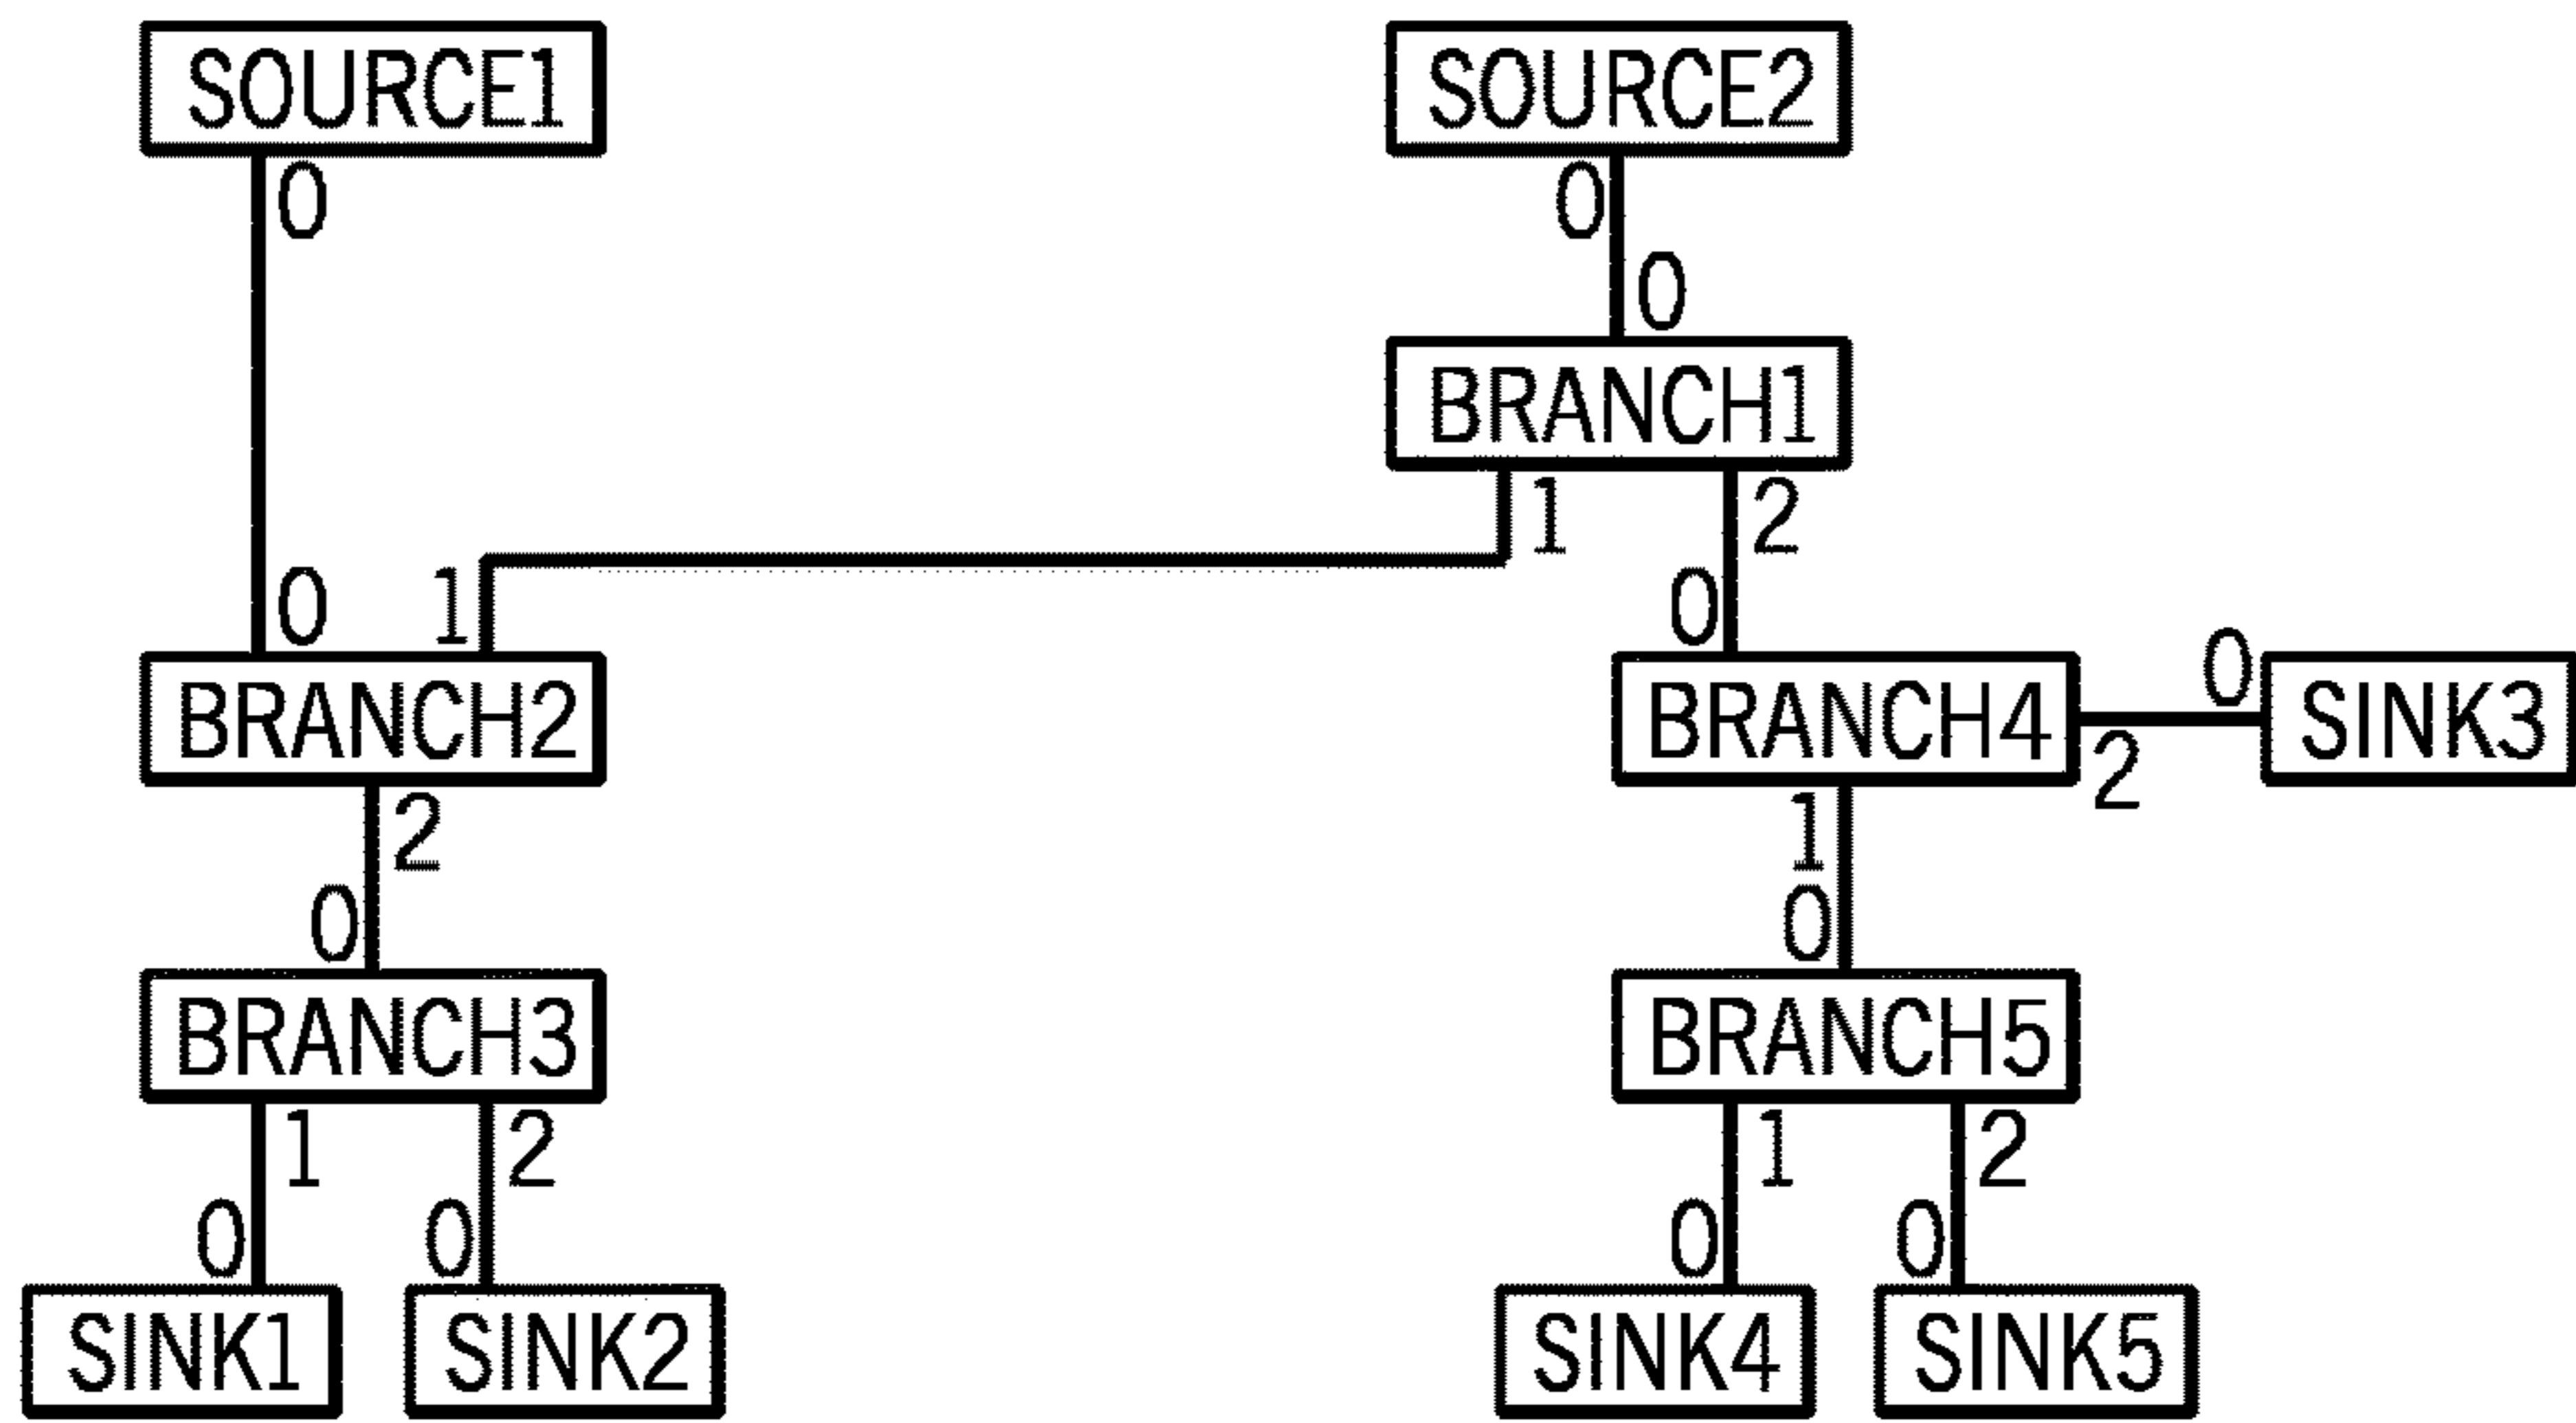 SOURCE1 SOURCE2
0 0
0
BRANCH1
1 2
0 1 0
0
BRANCH2 BRANCH4 SINK3
2
2 1
0 0
BRANCH3 BRANCH5
1 2 1 2
0 0 0 0
SINK1 SINK2 SINK4 SINK5